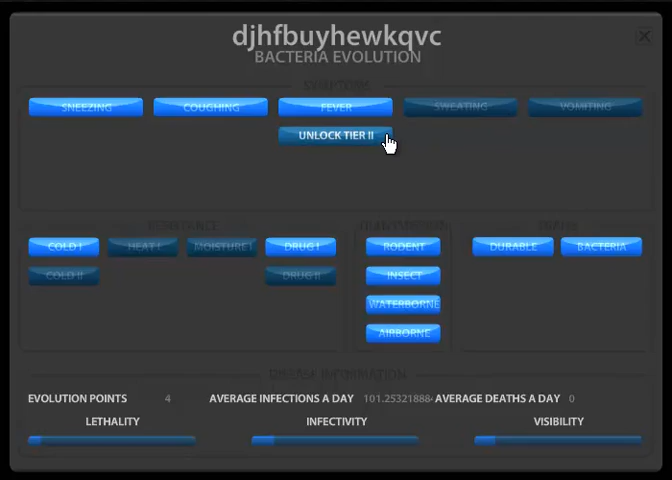 djhfbuyhewkqvc
BACTERIA EVOLUTION
SYMPTOMS
SNEEZING COUGHING FEVER SWEATING VOMITING
UNLOCK TIER II
RESISTANCE TRANSMISSION TRAITS
COLD I HEAT I MOISTURE I DRUG I RODENT DURABLE BACTERIA
COLD II DRUG II INSECT
WATERBORNE
AIRBORNE
DISEASE INFORMATION
EVOLUTION POINTS 4 AVERAGE INFECTIONS A DAY 101.25321888 AVERAGE DEATHS A DAY 0
LETHALITY INFECTIVITY VISIBILITY